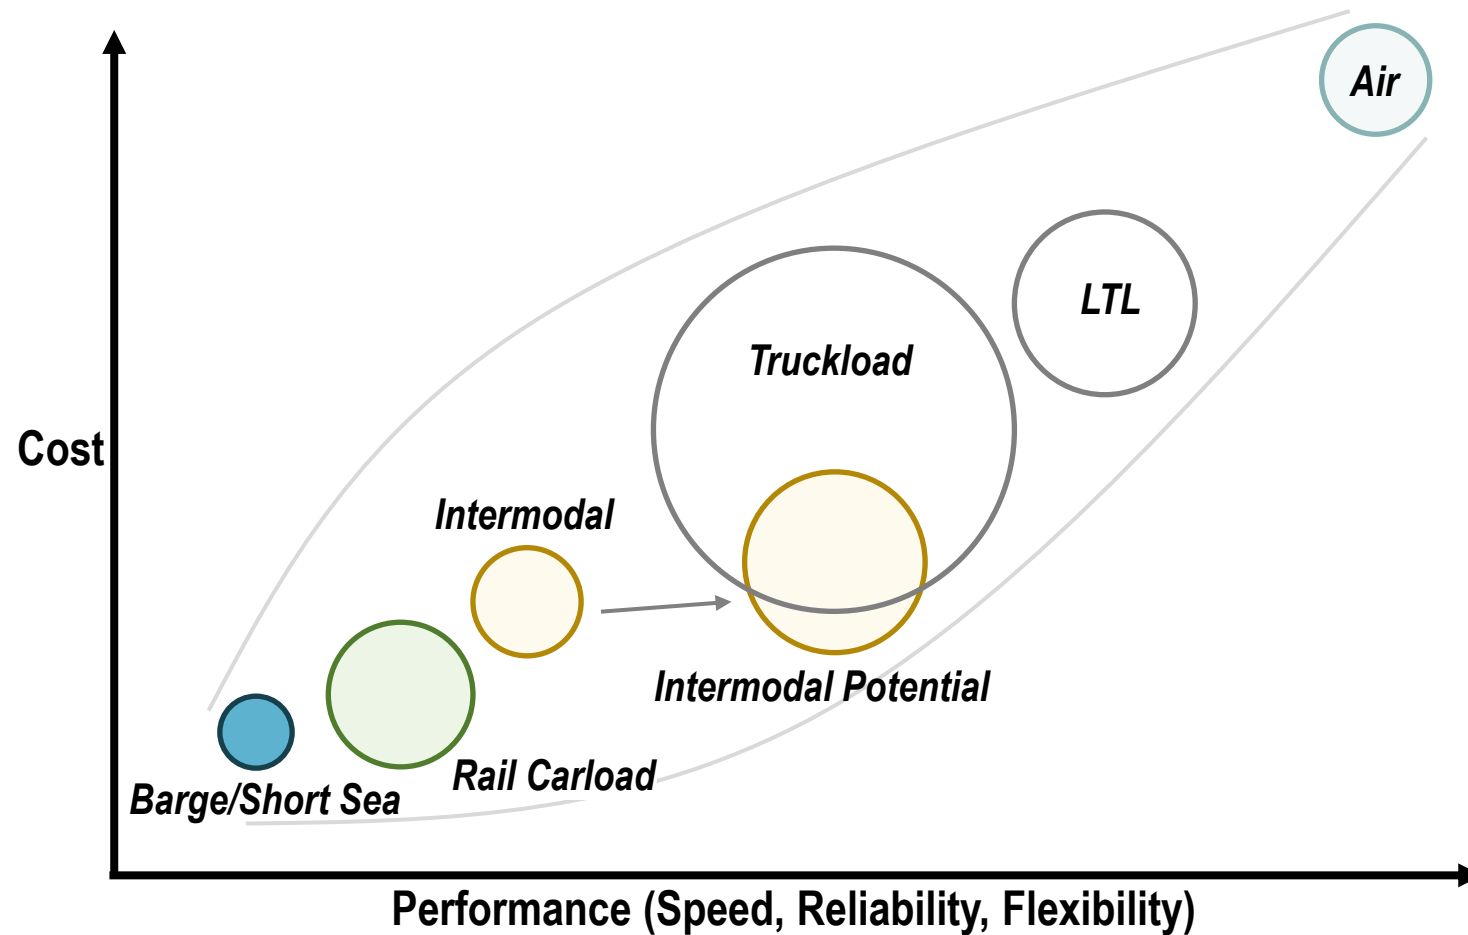 Air
LTL
Truckload
Cost
Intermodal
Intermodal Potential
Rail Carload
Barge/Short Sea
Performance (Speed, Reliability, Flexibility)